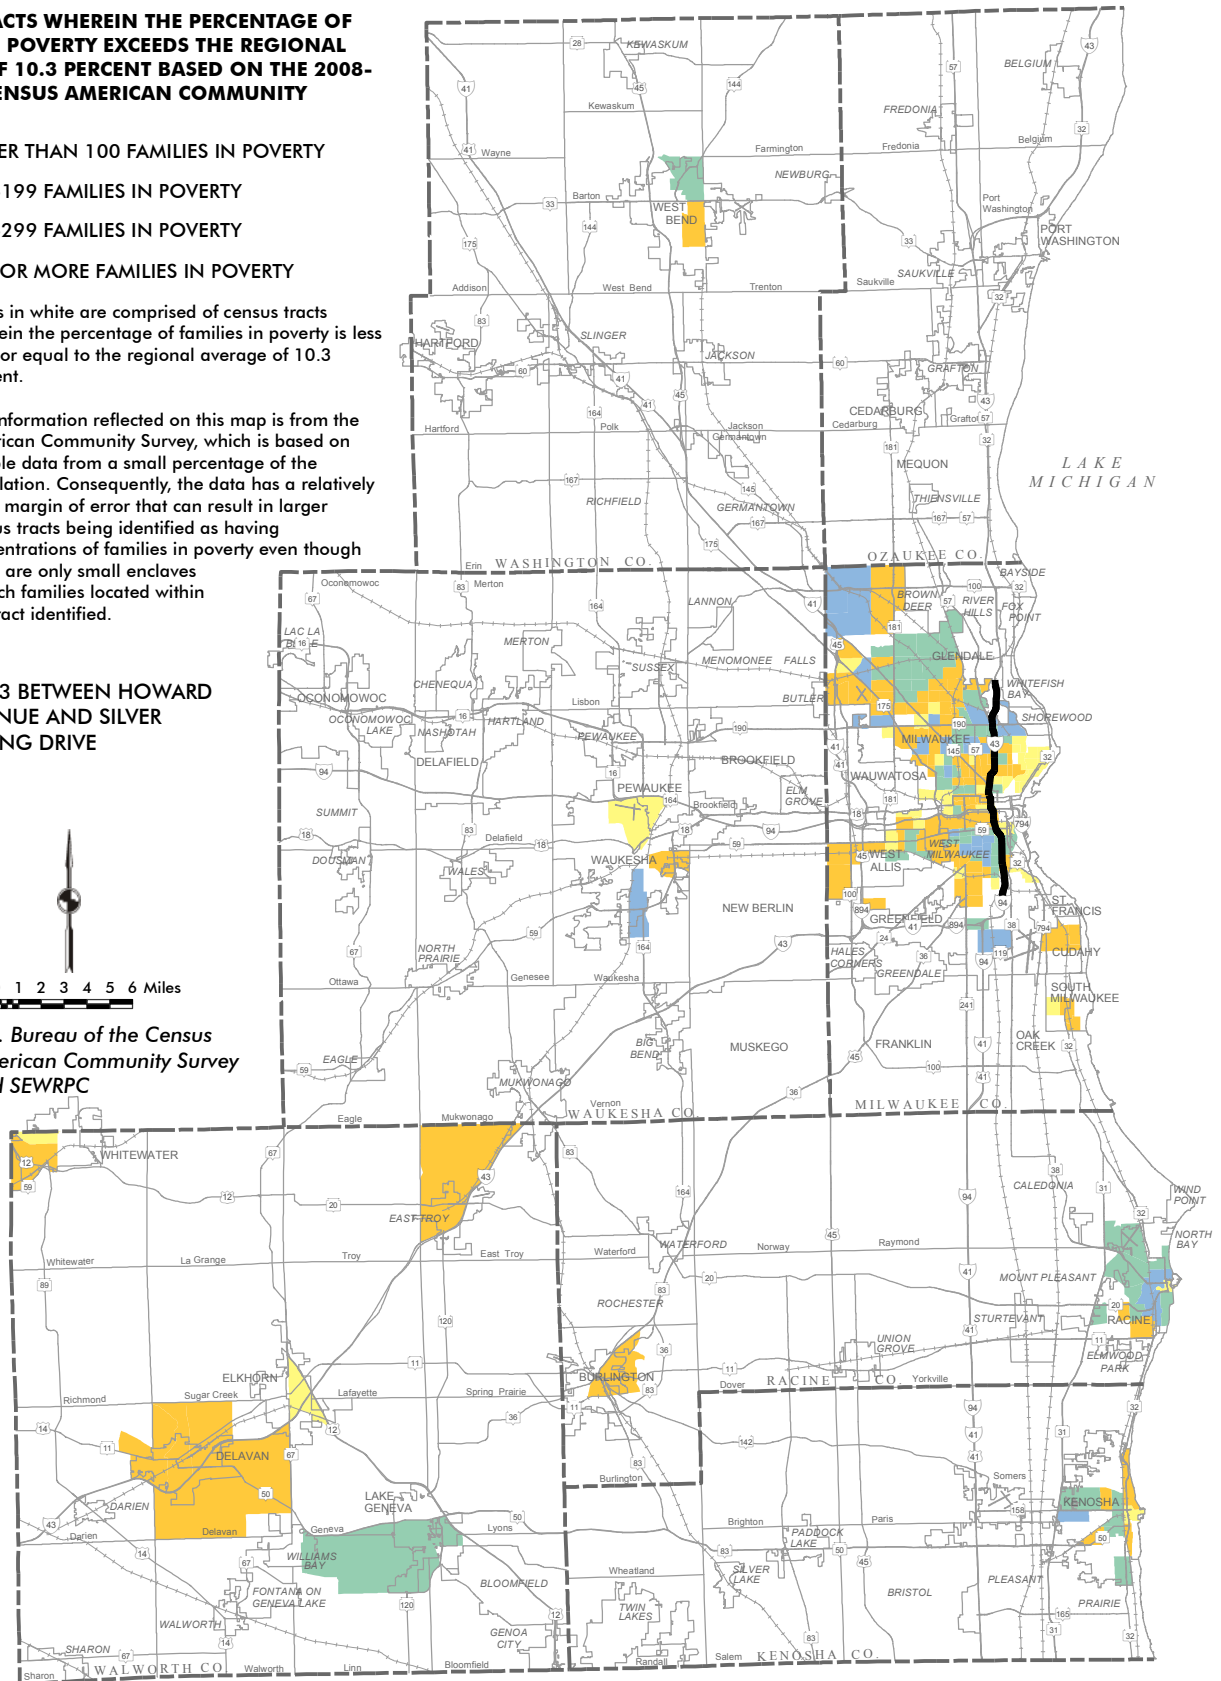 ACTS WHEREIN THE PERCENTAGE OF
POVERTY EXCEEDS THE REGIONAL
F 10.3 PERCENT BASED ON THE 2008-
ENSUS AMERICAN COMMUNITY
ER THAN 100 FAMILIES IN POVERTY
199 FAMILIES IN POVERTY
299 FAMILIES IN POVERTY
OR MORE FAMILIES IN POVERTY
s in white are comprised of census tracts
ein the percentage of families in poverty is less
or equal to the regional average of 10.3
ent.
nformation reflected on this map is from the
rican Community Survey, which is based on
ple data from a small percentage of the
lation. Consequently, the data has a relatively
margin of error that can result in larger
us tracts being identified as having
entrations of families in poverty even though
are only small enclaves
ch families located within
ract identified.
3 BETWEEN HOWARD
NUE AND SILVER
NG DRIVE
1 2 3 4 5 6 Miles
. Bureau of the Census
erican Community Survey
d SEWRPC
KEWASKUM
Kewaskum
Wayne
Barton
WEST
BEND
Farmington
NEWBURG
Addison
West Bend
Trenton
HARTFORD
SLINGER
JACKSON
Hartford
Polk
Jackson
Germantown
RICHFIELD
GERMANTOWN
Erin
WASHINGTON CO.
BELGIUM
FREDONIA
Fredonia
Belgium
Port
Washington
PORT
WASHINGTON
SAUKVILLE
Saukville
GRAFTON
CEDARBURG
Cedarburg
Grafton
MEQUON
THIENSVILLE
OZAUKEE CO.
LAKE
MICHIGAN
Oconomowoc
Merton
LANNON
LAC LA
MERTON
SUSSEX
MENOMONEE FALLS
CHENEQUA
OCONOMOWOC
OCONOMOWOC
LAKE
NASHOTAH
HARTLAND
Lisbon
BUTLER
PEWAUKEE
DELAFIELD
BROOKFIELD
PEWAUKEE
Brookfield
ELM
GROVE
SUMMIT
Delafield
DOUSMAN
WALES
WAUKESHA
NEW BERLIN
NORTH
PRAIRIE
Ottawa
Genesee
Waukesha
EAGLE
BIG
BEND
MUSKEGO
MUKWONAGO
Eagle
Mukwonago
Vernon
WAUKESHA CO.
BAYSIDE
BROWN
DEER
RIVER
HILLS
FOX
POINT
GLENDALE
WHITEFISH
BAY
SHOREWOOD
MILWAUKEE
WAUWATOSA
WEST
MILWAUKEE
WEST
ALLIS
GREENFIELD
ST.
FRANCIS
HALES
CORNERS
GREENDALE
CUDAHY
SOUTH
MILWAUKEE
FRANKLIN
OAK
CREEK
MILWAUKEE CO.
WHITEWATER
Whitewater
La Grange
EAST TROY
Troy
East Troy
ELKHORN
Richmond
Sugar Creek
Lafayette
Spring Prairie
DELAVAN
DARIEN
Darien
Delavan
LAKE
GENEVA
Geneva
Lyons
WILLIAMS
BAY
FONTANA ON
GENEVA LAKE
BLOOMFIELD
WALWORTH
GENOA
CITY
SHARON
Sharon
WALWORTH CO.
Walworth
Linn
Bloomfield
Waterford
WATERFORD
Norway
Raymond
CALEDONIA
WIND
POINT
NORTH
BAY
ROCHESTER
MOUNT PLEASANT
STURTEVANT
RACINE
ELMWOOD
PARK
UNION
GROVE
BURLINGTON
Dover
RACINE CO.
Yorkville
Burlington
Somers
KENOSHA
Brighton
Paris
PADDOCK
LAKE
Wheatland
SILVER
LAKE
TWIN
LAKES
BRISTOL
PLEASANT
PRAIRIE
Randall
Salem
KENOSHA CO.